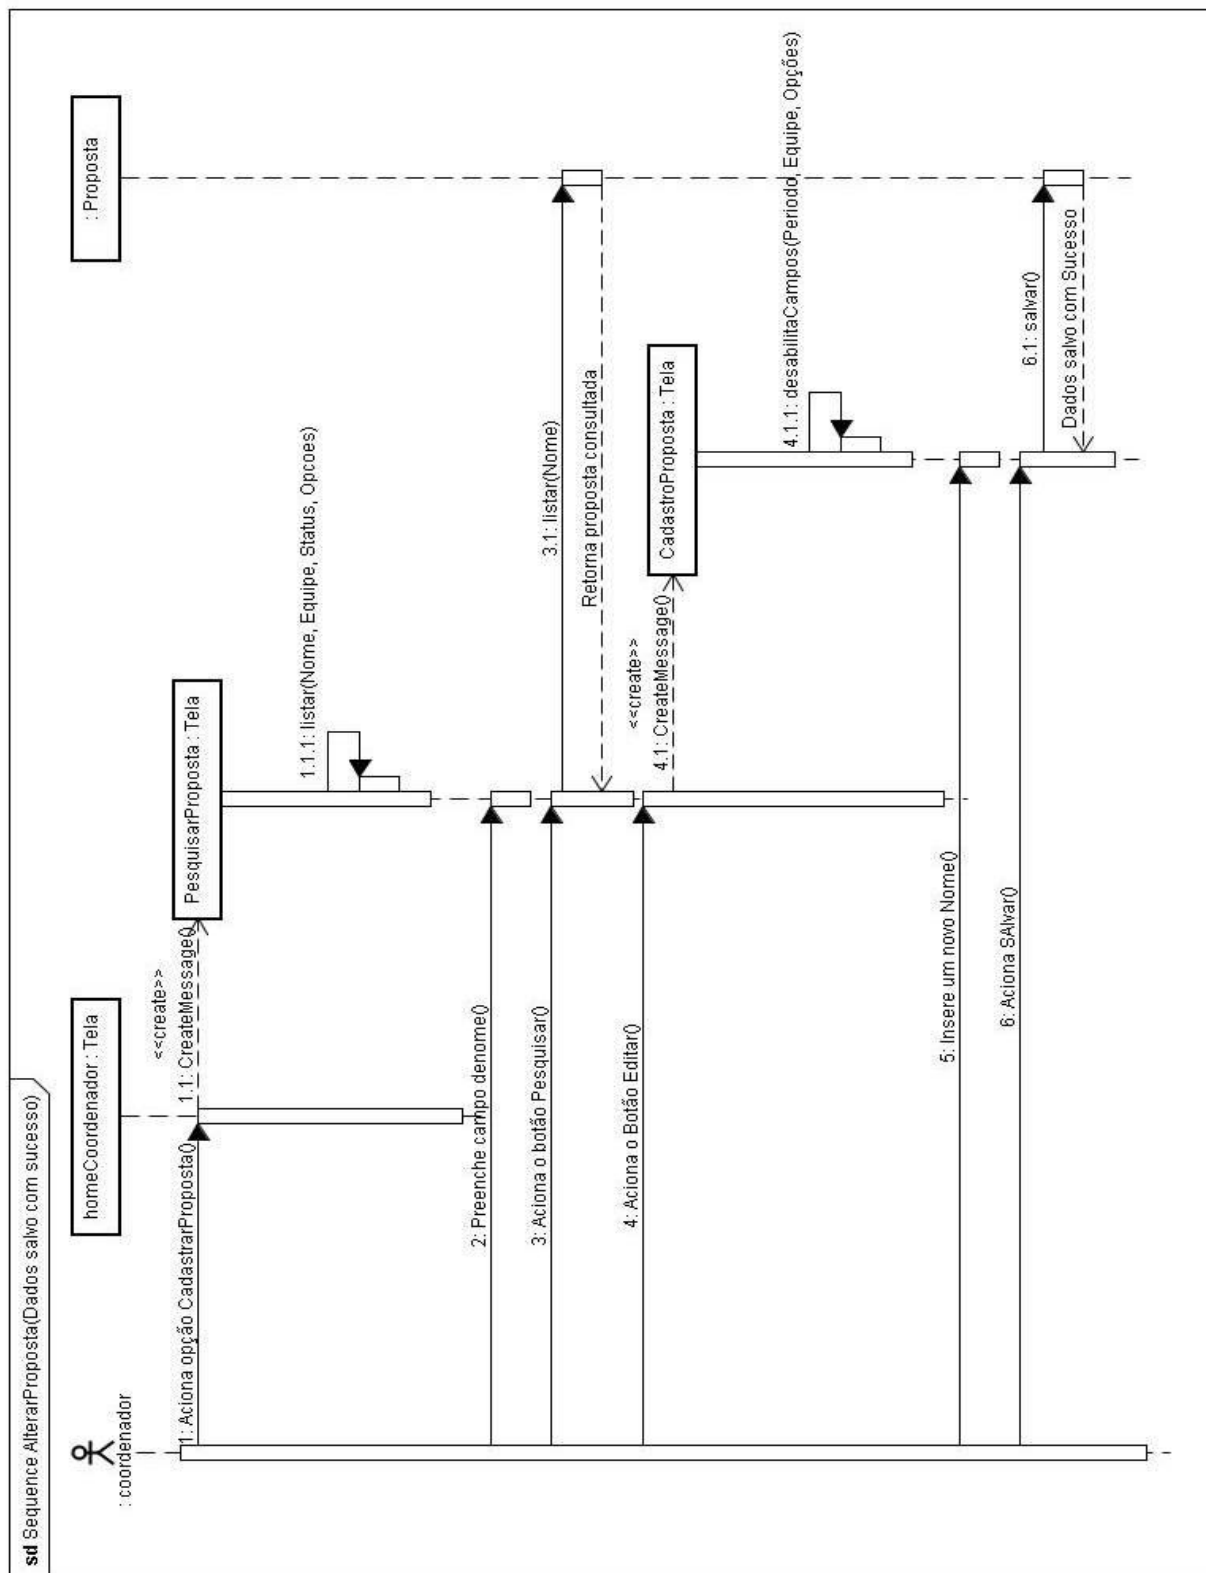 sd Sequence AlterarProposta(Dados salvo com sucesso)
: coordenador
homeCoordenador : Tela
: Proposta
1: Aciona opção CadastrarProposta()
<<create>>
1.1: CreateMessage()
PesquisarProposta : Tela
1.1.1: listar(Nome, Equipe, Status, Opcoes)
2: Preenche campo denome()
3: Aciona o botão Pesquisar()
3.1: listar(Nome)
Retorna proposta consultada
4: Aciona o Botão Editar()
<<create>>
4.1: CreateMessage()
CadastroProposta : Tela
4.1.1: desabilitaCampos(Periodo, Equipe, Opções)
5: Insere um novo Nome()
6: Aciona SAlvar()
6.1: salvar()
Dados salvo com Sucesso